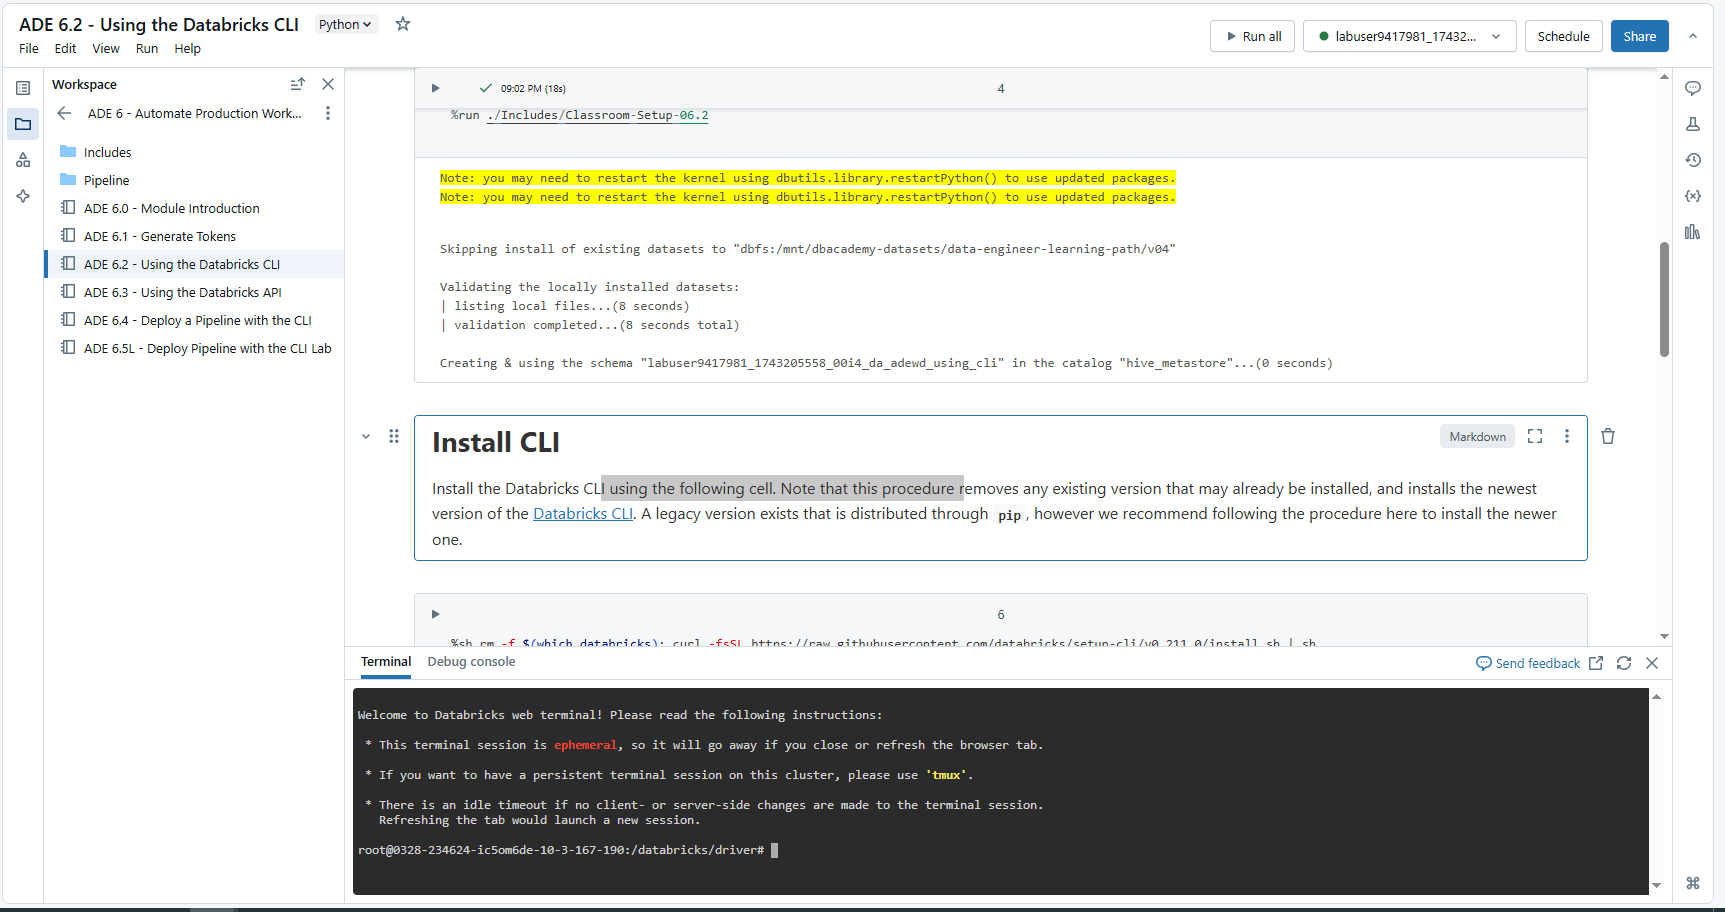 ADE 6.2 - Using the Databricks CLI Python
File Edit View Run Help
Run all
labuser9417981_17432...
Schedule
Share
Workspace
ADE 6 - Automate Production Work...
Includes
Pipeline
ADE 6.0 - Module Introduction
ADE 6.1 - Generate Tokens
ADE 6.2 - Using the Databricks CLI
ADE 6.3 - Using the Databricks API
ADE 6.4 - Deploy a Pipeline with the CLI
ADE 6.5L - Deploy Pipeline with the CLI Lab
09:02 PM (18s)
4
%run ./Includes/Classroom-Setup-06.2
Note: you may need to restart the kernel using dbutils.library.restartPython() to use updated packages.
Note: you may need to restart the kernel using dbutils.library.restartPython() to use updated packages.
Skipping install of existing datasets to "dbfs:/mnt/dbacademy-datasets/data-engineer-learning-path/v04"
Validating the locally installed datasets:
| listing local files...(8 seconds)
| validation completed...(8 seconds total)
Creating & using the schema "labuser9417981_1743205558_00i4_da_adewd_using_cli" in the catalog "hive_metastore"...(0 seconds)
Install CLI
Markdown
Install the Databricks CLI using the following cell. Note that this procedure removes any existing version that may already be installed, and installs the newest
version of the Databricks CLI. A legacy version exists that is distributed through pip, however we recommend following the procedure here to install the newer
one.
6
%sh rm -f $(which databricks); curl -fsSL https://raw.githubusercontent.com/databricks/setup-cli/v0.211.0/install.sh | sh
Terminal Debug console
Send feedback
Welcome to Databricks web terminal! Please read the following instructions:
* This terminal session is ephemeral, so it will go away if you close or refresh the browser tab.
* If you want to have a persistent terminal session on this cluster, please use 'tmux'.
* There is an idle timeout if no client- or server-side changes are made to the terminal session.
Refreshing the tab would launch a new session.
root@0328-234624-ic5om6de-10-3-167-190:/databricks/driver#